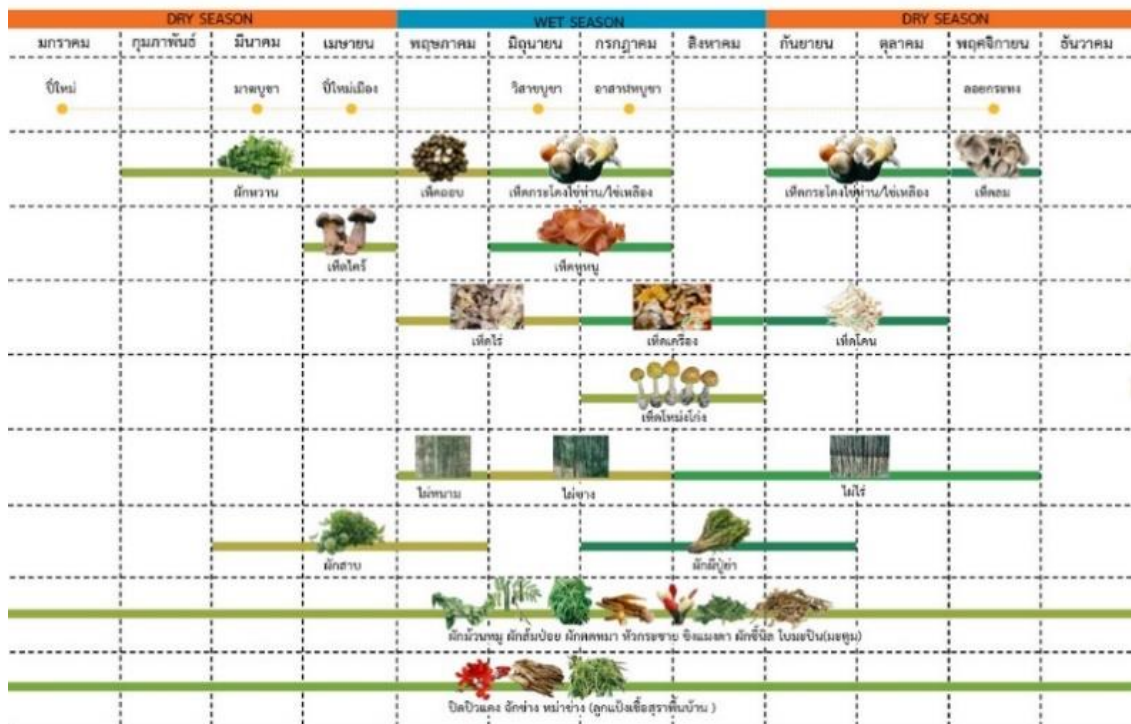 DRY SEASON WET SEASON DRY SEASON
มกราคม กุมภาพันธ์ มีนาคม เมษายน พฤษภาคม มิถุนายน กรกฎาคม สิงหาคม กันยายน ตุลาคม พฤศจิกายน ธันวาคม
ปีใหม่ มาฆบูชา ปี๋ใหม่เมือง วิสาขบูชา อาสาฬหบูชา ลอยกระทง
ผักหวาน เห็ดถอบ เห็ดกระโดงไข่ห่าน/ไข่เหลือง เห็ดกระโดงไข่ห่าน/ไข่เหลือง เห็ดลม
เห็ดไคร้ เห็ดหูหนู
เห็ดไร่ เห็ดเครือง เห็ดโคน
เห็ดโหม่งโก่ง
ไผ่หนาม ไผ่ซาง ไผ่ไร่
ผักสาบ ผักผีปู่ย่า
ผักม้วนหมู ผักส้มป่อย ผักตดหมา หัวกระชาย ขิงแมงดา ผักขี้นิล ใบมะปิน(มะตูม)
ปิดปิวแดง ฮักข่าง หม่าข่าง (ลูกแป้งเชื้อสุราพื้นบ้าน )